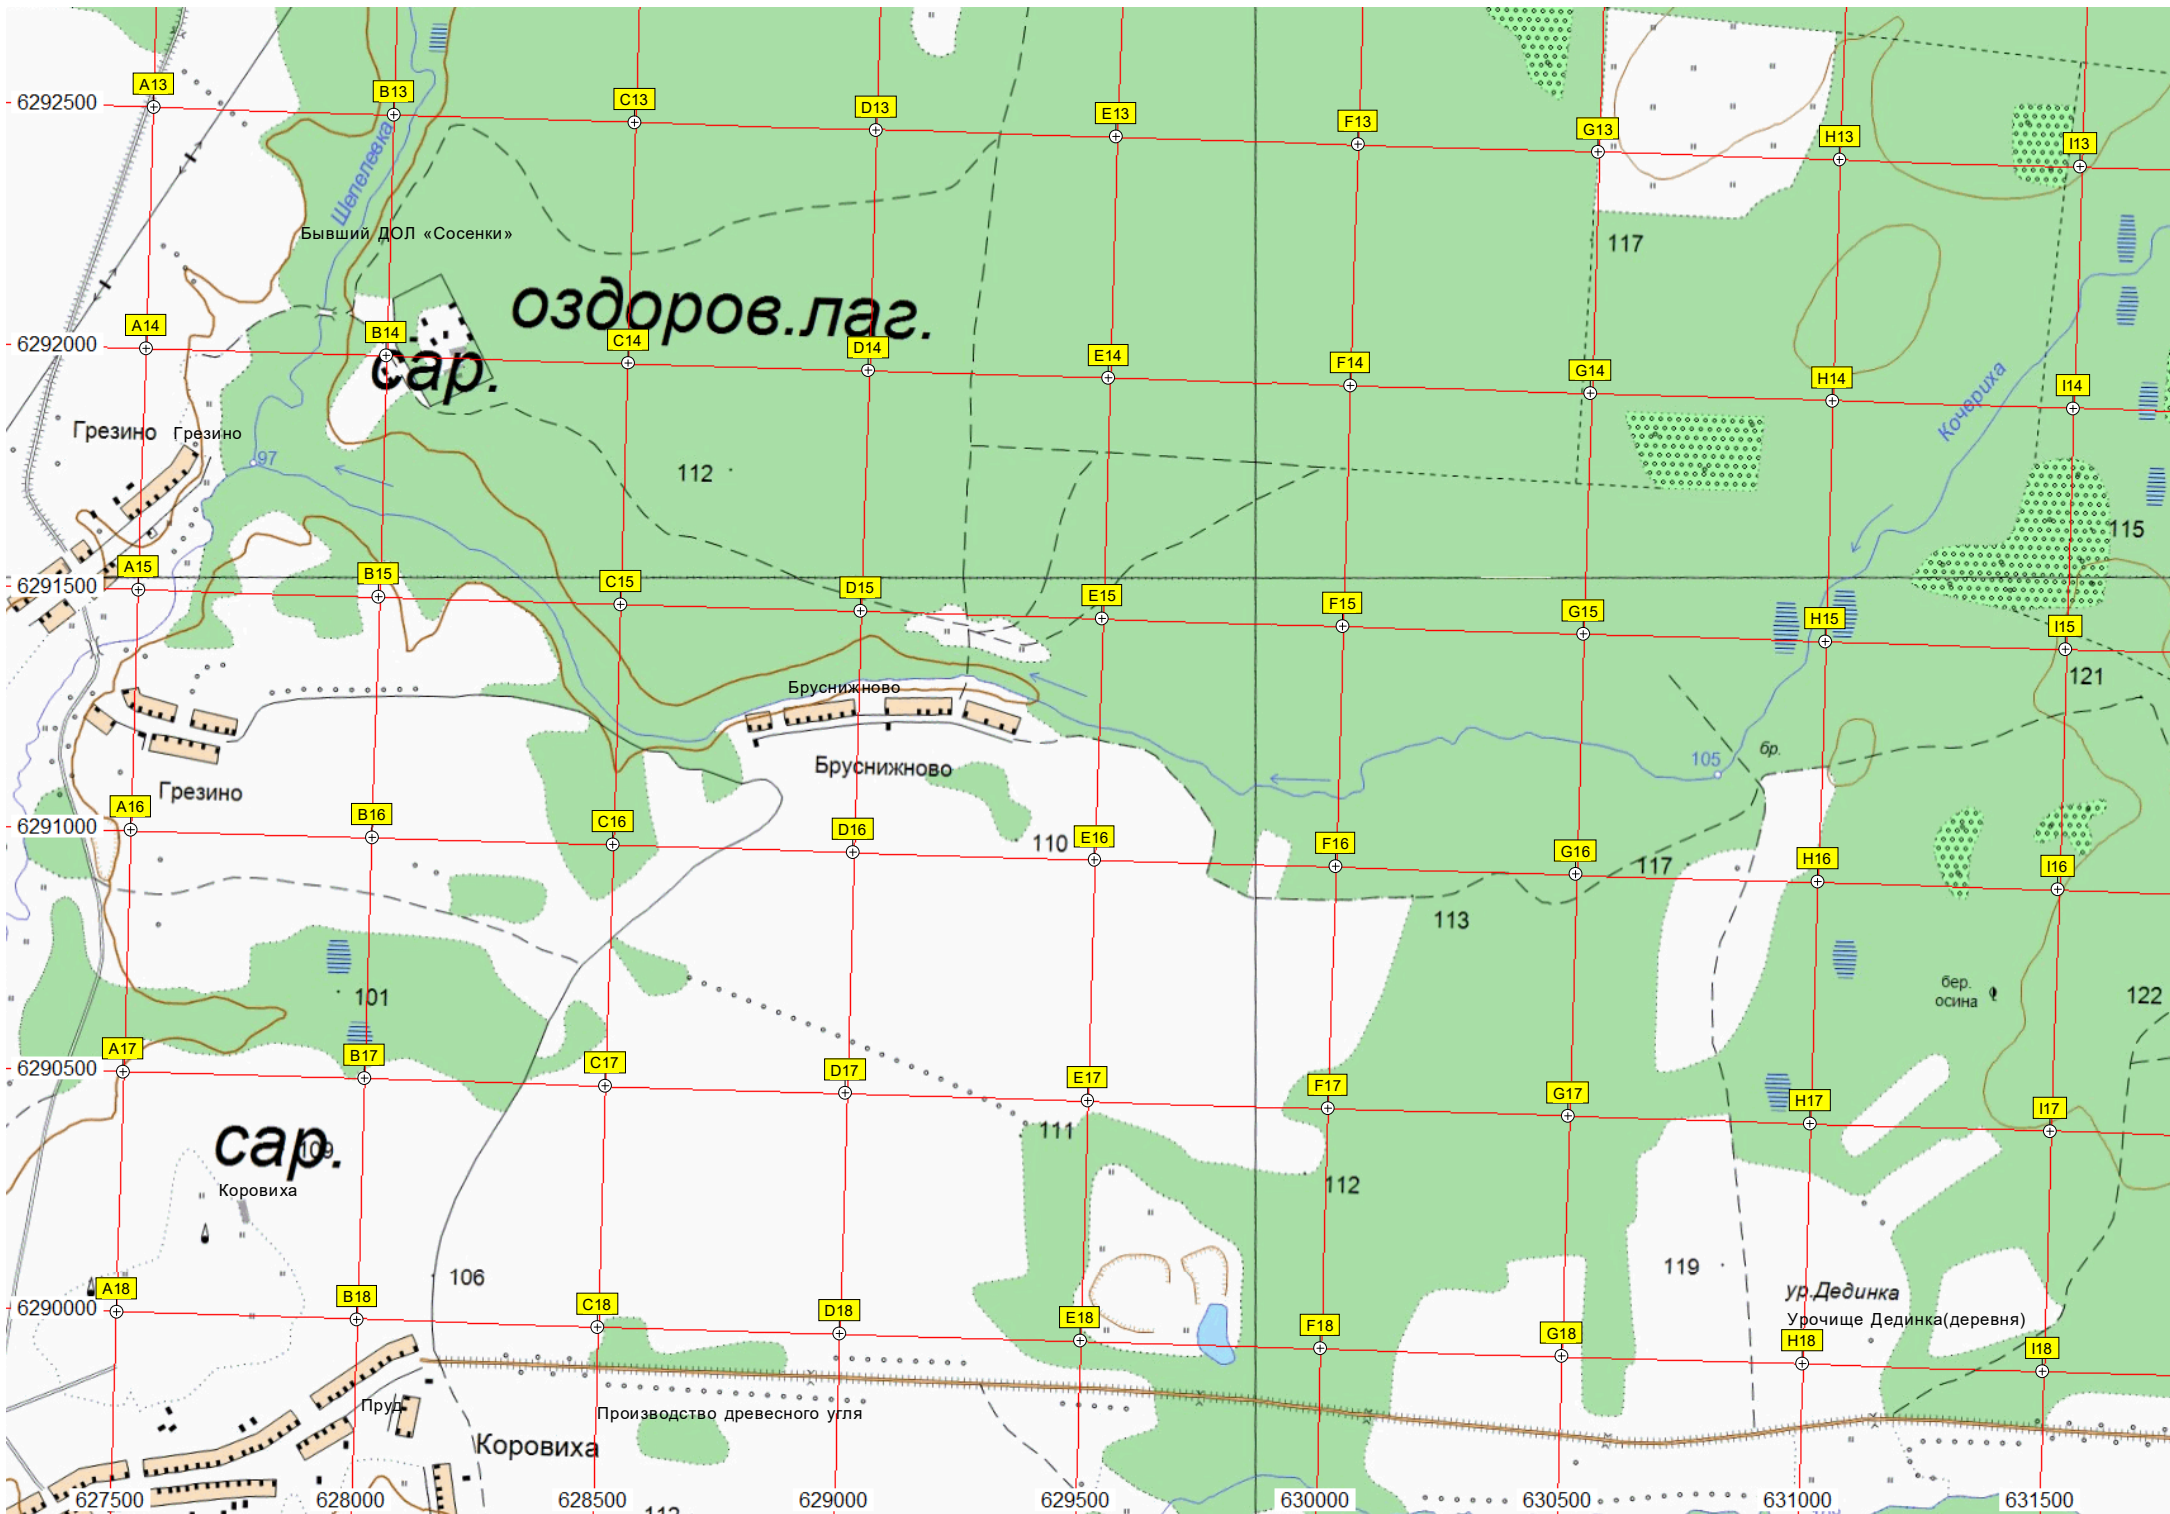 A13 B13 C13 D13 E13 F13 G13 H13 I13
6292500
Шепелевка
Бывший ДОЛ «Сосенки»
117
оздоров.лаг.
A14 B14 C14 D14 E14 F14 G14 H14 I14
6292000
сар.
Кочериха
Грезино Грезино
97
112
115
A15 B15 C15 D15 E15 F15 G15 H15 I15
6291500
121
Бруснижново
бр.
105
Бруснижново
Грезино
A16 B16 C16 D16 E16 F16 G16 H16 I16
6291000
110
117
113
101
бер.
осина
122
A17 B17 C17 D17 E17 F17 G17 H17 I17
6290500
111
сар.
109
Коровиха
112
106
119
ур.Дединка
A18 B18 C18 D18 E18 F18 G18 H18 I18
6290000
Урочище Дединка(деревня)
Пруд
Производство древесного угля
Коровиха
627500 628000 628500 629000 629500 630000 630500 631000 631500